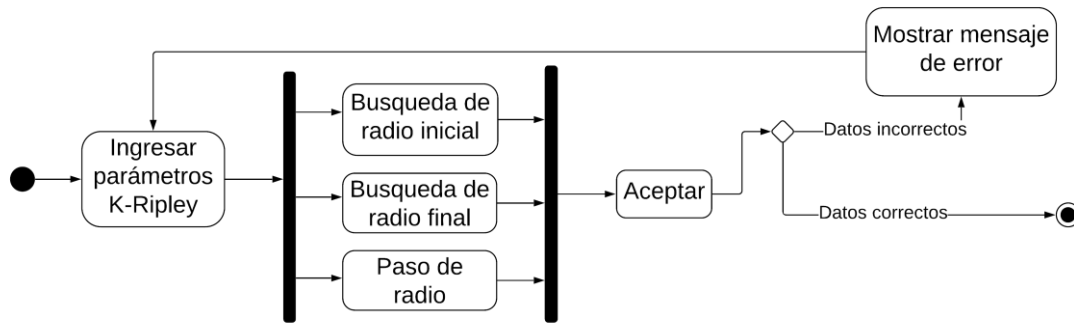 Mostrar mensaje
de error
Busqueda de
radio inicial
Ingresar
parámetros
K-Ripley
Datos incorrectos
Busqueda de
radio final
Aceptar
Datos correctos
Paso de
radio